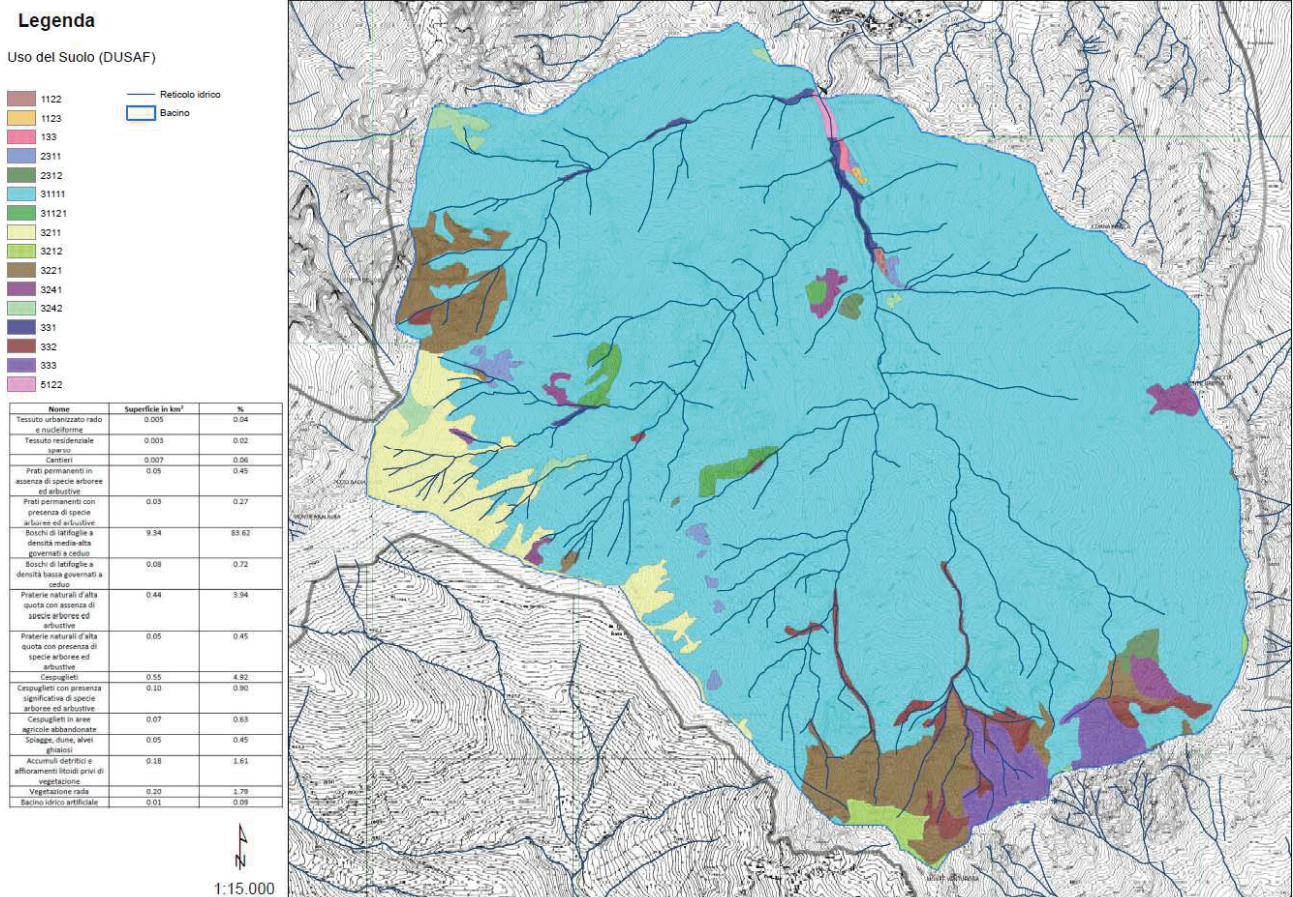 Legenda
Uso del Suolo (DUSAF)
1122
1123
133
2311
2312
31111
31121
3211
3212
3221
3241
3242
331
332
333
5122
Reticolo idrico
Bacino
Nome Superficie in km² %
Tessuto urbanizzato rado
e nucleiforme
0.005 0.04
Tessuto residenziale
sparso
0.003 0.02
Cantieri 0.007 0.06
Prati permanenti in
assenza di specie arboree
ed arbustive
0.05 0.45
Prati permanenti con
presenza di specie
arboree ed arbustive
0.03 0.27
Boschi di latifoglie a
densità media-alta
governati a ceduo
9.34 83.62
Boschi di latifoglie a
densità bassa governati a
ceduo
0.08 0.72
Praterie naturali d'alta
quota con assenza di
specie arboree ed
arbustive
0.44 3.94
Praterie naturali d'alta
quota con presenza di
specie arboree ed
arbustive
0.05 0.45
Cespuglieti 0.55 4.92
Cespuglieti con presenza
significativa di specie
arboree ed arbustive
0.10 0.90
Cespuglieti in aree
agricole abbandonate
0.07 0.63
Spiagge, dune, alvei
ghiaiosi
0.05 0.45
Accumuli detritici e
affioramenti litoidi privi di
vegetazione
0.18 1.61
Vegetazione rada 0.20 1.79
Bacino idrico artificiale 0.01 0.09
N
1:15.000